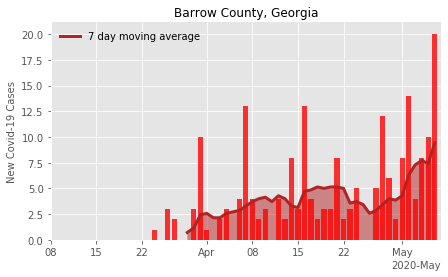 Barrow County, Georgia
7 day moving average
New Covid-19 Cases
20.0
17.5
15.0
12.5
10.0
7.5
5.0
2.5
0.0
08 15 22 Apr 08 15 22 May
2020-May